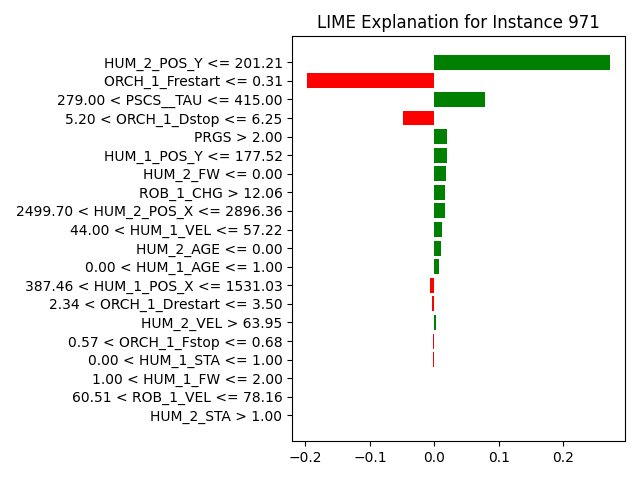 LIME Explanation for Instance 971
HUM_2_POS_Y <= 201.21
ORCH_1_Frestart <= 0.31
279.00 < PSCS__TAU <= 415.00
5.20 < ORCH_1_Dstop <= 6.25
PRGS > 2.00
HUM_1_POS_Y <= 177.52
HUM_2_FW <= 0.00
ROB_1_CHG > 12.06
2499.70 < HUM_2_POS_X <= 2896.36
44.00 < HUM_1_VEL <= 57.22
HUM_2_AGE <= 0.00
0.00 < HUM_1_AGE <= 1.00
387.46 < HUM_1_POS_X <= 1531.03
2.34 < ORCH_1_Drestart <= 3.50
HUM_2_VEL > 63.95
0.57 < ORCH_1_Fstop <= 0.68
0.00 < HUM_1_STA <= 1.00
1.00 < HUM_1_FW <= 2.00
60.51 < ROB_1_VEL <= 78.16
HUM_2_STA > 1.00
−0.2 −0.1 0.0 0.1 0.2